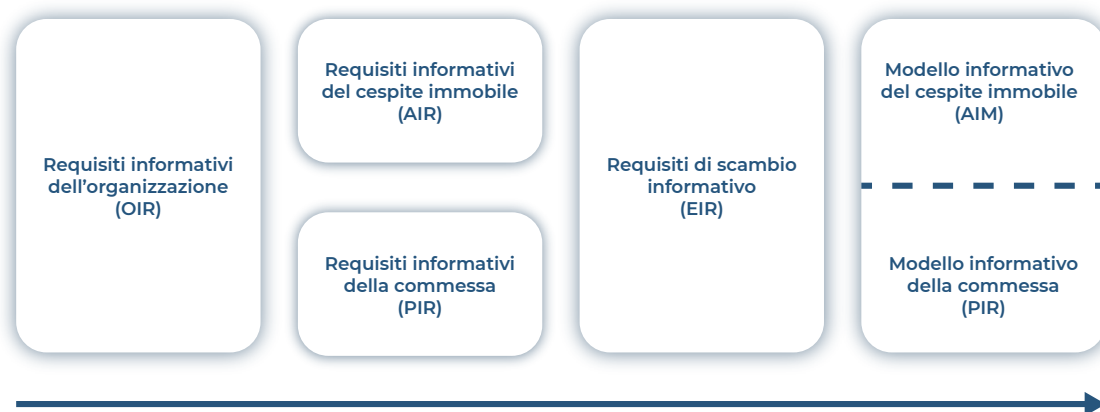 Requisiti informativi
dell’organizzazione
(OIR)
Requisiti informativi
del cespite immobile
(AIR)
Requisiti informativi
della commessa
(PIR)
Requisiti di scambio
informativo
(EIR)
Modello informativo
del cespite immobile
(AIM)
Modello informativo
della commessa
(PIR)